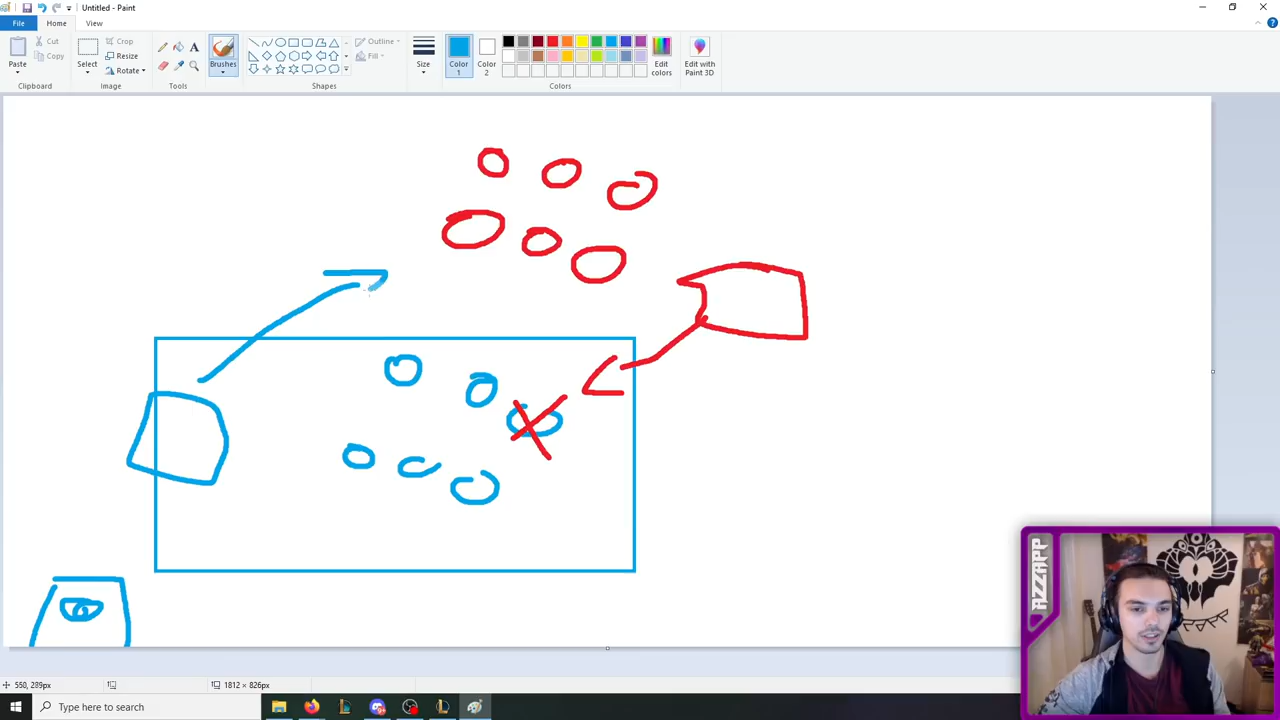 Untitled - Paint
File Home View
Paste
Cut
Copy
Clipboard
Select
Crop
Resize
Rotate
Image
A
Tools
Brushes
Outline
Fill
Shapes
Size
Color 1
Color 2
Edit colors
Colors
Edit with Paint 3D
AZZAPP
550, 289px
1812 × 826px
Type here to search